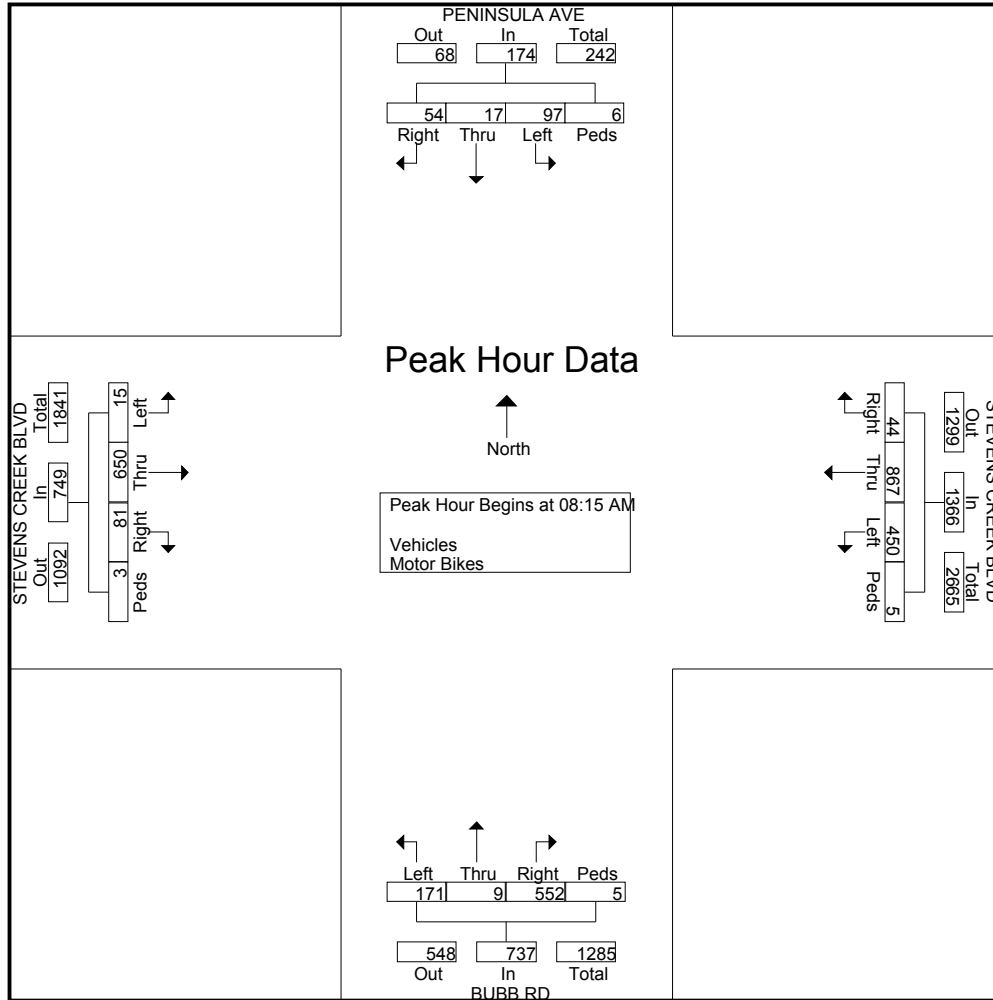 PENINSULA AVE
Out In Total
68 174 242
54 17 97 6
Right Thru Left Peds
Peak Hour Data
North
Peak Hour Begins at 08:15 AM
Vehicles
Motor Bikes
STEVENS CREEK BLVD
Out In Total
1092 749 1841
15 650 81 3
Left Thru Right Peds
STEVENS CREEK BLVD
Out In Total
1299 1366 2665
44 867 450 5
Right Thru Left Peds
Left Thru Right Peds
171 9 552 5
548 737 1285
Out In Total
BUBB RD